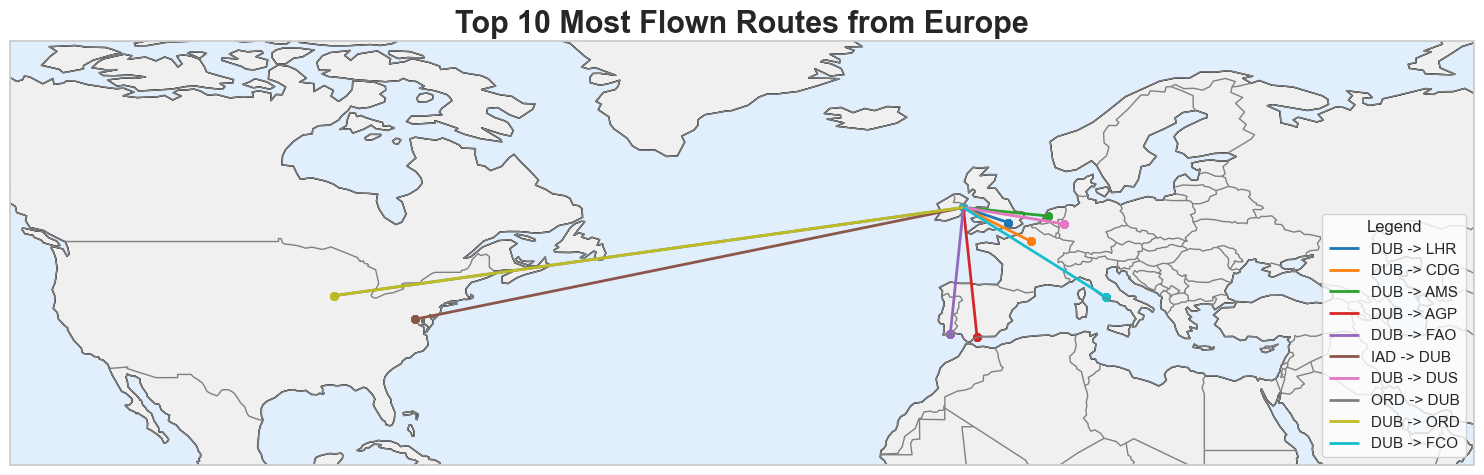 Top 10 Most Flown Routes from Europe
Legend
DUB -> LHR
DUB -> CDG
DUB -> AMS
DUB -> AGP
DUB -> FAO
IAD -> DUB
DUB -> DUS
ORD -> DUB
DUB -> ORD
DUB -> FCO